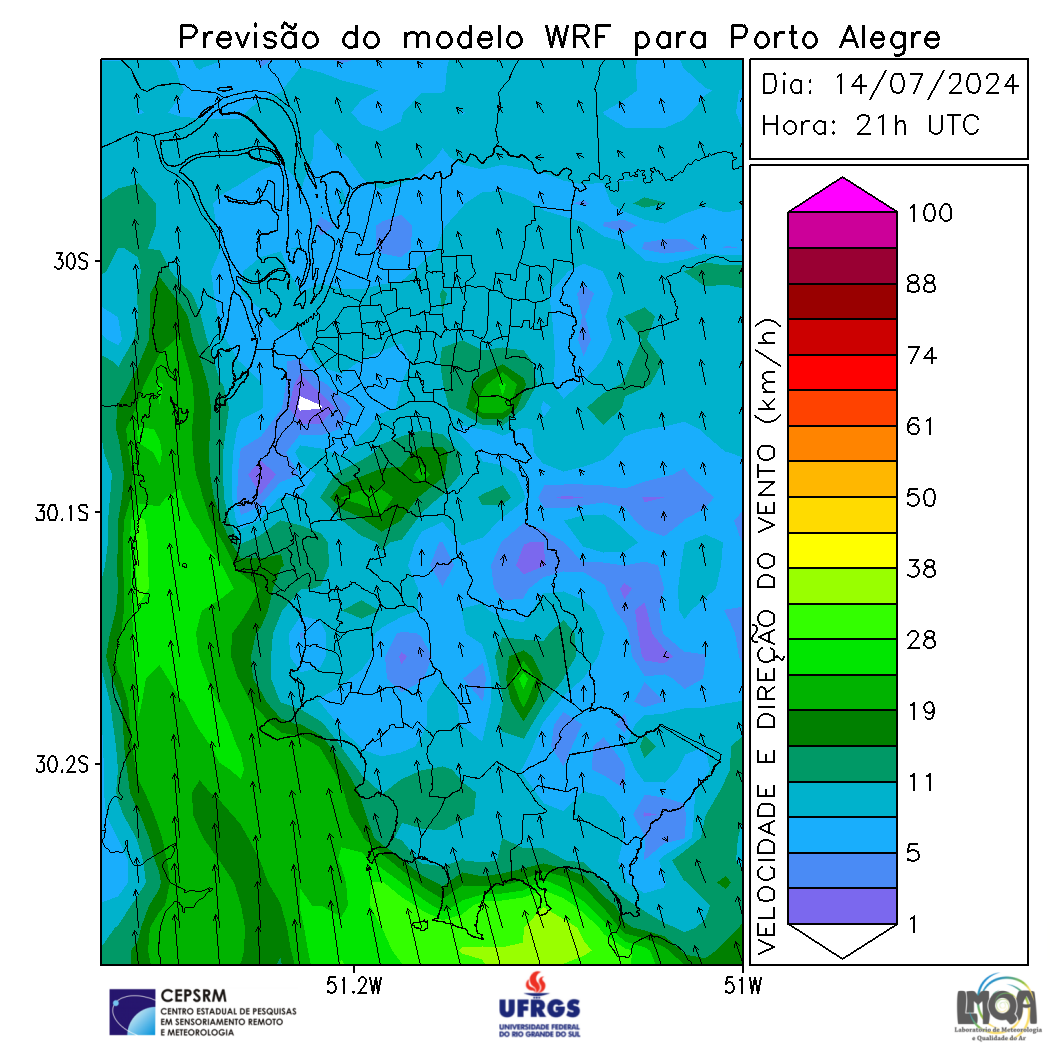 Previsão do modelo WRF para Porto Alegre
Dia: 14/07/2024
Hora: 21h UTC
30S
30.1S
30.2S
51.2W
51W
VELOCIDADE E DIREÇÃO DO VENTO (km/h)
100
88
74
61
50
38
28
19
11
5
1
CEPSRM
CENTRO ESTADUAL DE PESQUISAS
EM SENSORIAMENTO REMOTO
E METEOROLOGIA
UFRGS
UNIVERSIDADE FEDERAL
DO RIO GRANDE DO SUL
LMQA
Laboratório de Meteorologia
e Qualidade do Ar